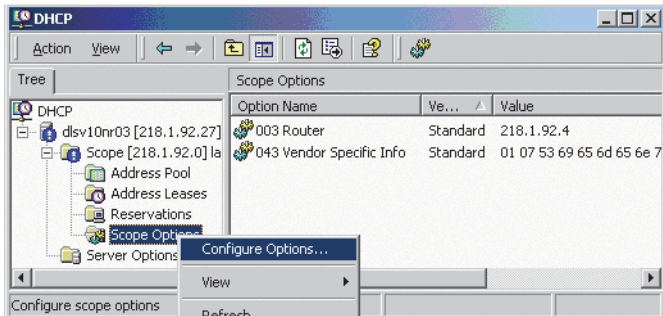 DHCP
Action View
Tree
Scope Options
DHCP
dlsv10nr03 [218.1.92.27]
Scope [218.1.92.0] la
Address Pool
Address Leases
Reservations
Scope Options
Server Options
Option Name Ve... Value
003 Router Standard 218.1.92.4
043 Vendor Specific Info Standard 01 07 53 69 65 6d 65 6e 7
Configure Options...
View
Refresh
Configure scope options